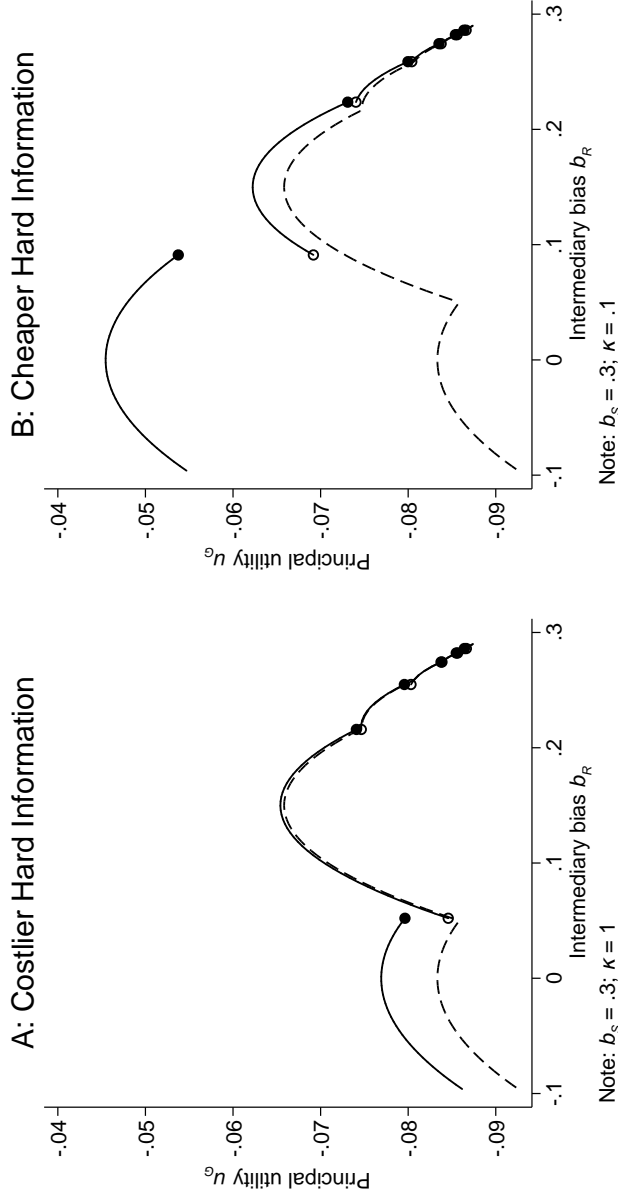 A: Costlier Hard Information
Principal utility u_G
-.04
-.05
-.06
-.07
-.08
-.09
-.1
0
.1
.2
.3
Intermediary bias b_R
Note: b_S = .3; κ = 1
B: Cheaper Hard Information
Principal utility u_G
-.04
-.05
-.06
-.07
-.08
-.09
-.1
0
.1
.2
.3
Intermediary bias b_R
Note: b_S = .3; κ = .1